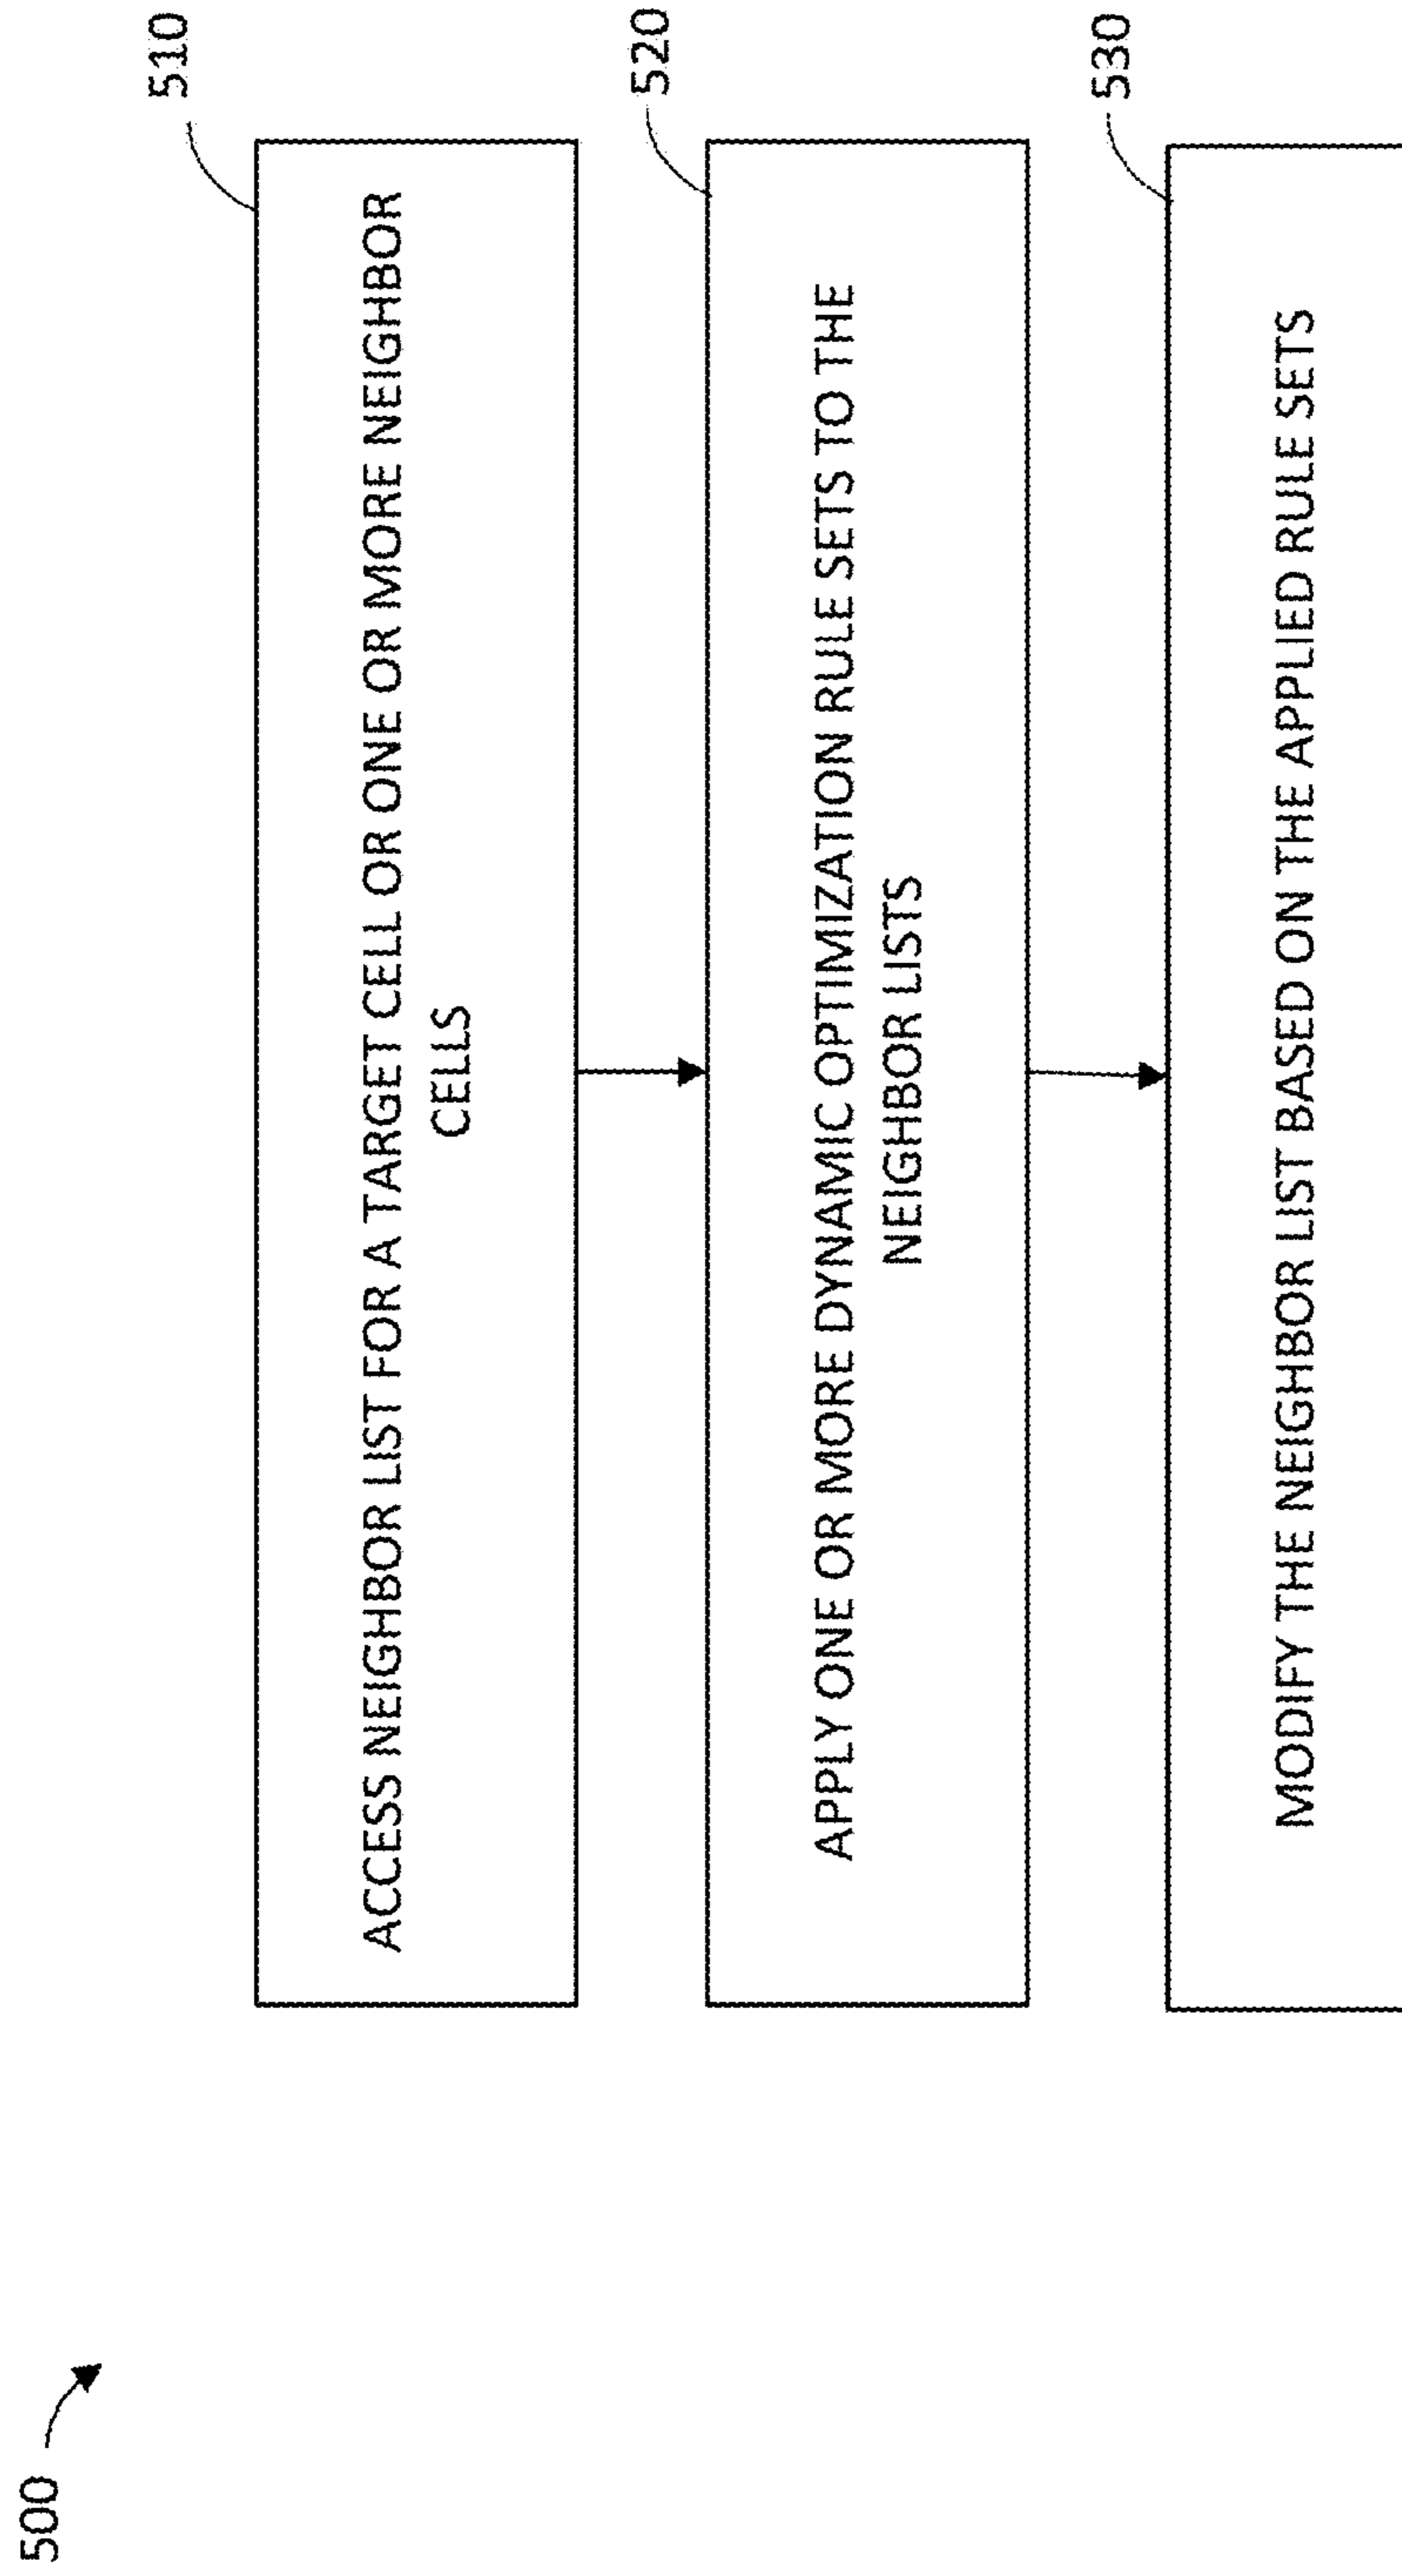 500
510
ACCESS NEIGHBOR LIST FOR A TARGET CELL OR ONE OR MORE NEIGHBOR
CELLS
520
APPLY ONE OR MORE DYNAMIC OPTIMIZATION RULE SETS TO THE
NEIGHBOR LISTS
530
MODIFY THE NEIGHBOR LIST BASED ON THE APPLIED RULE SETS